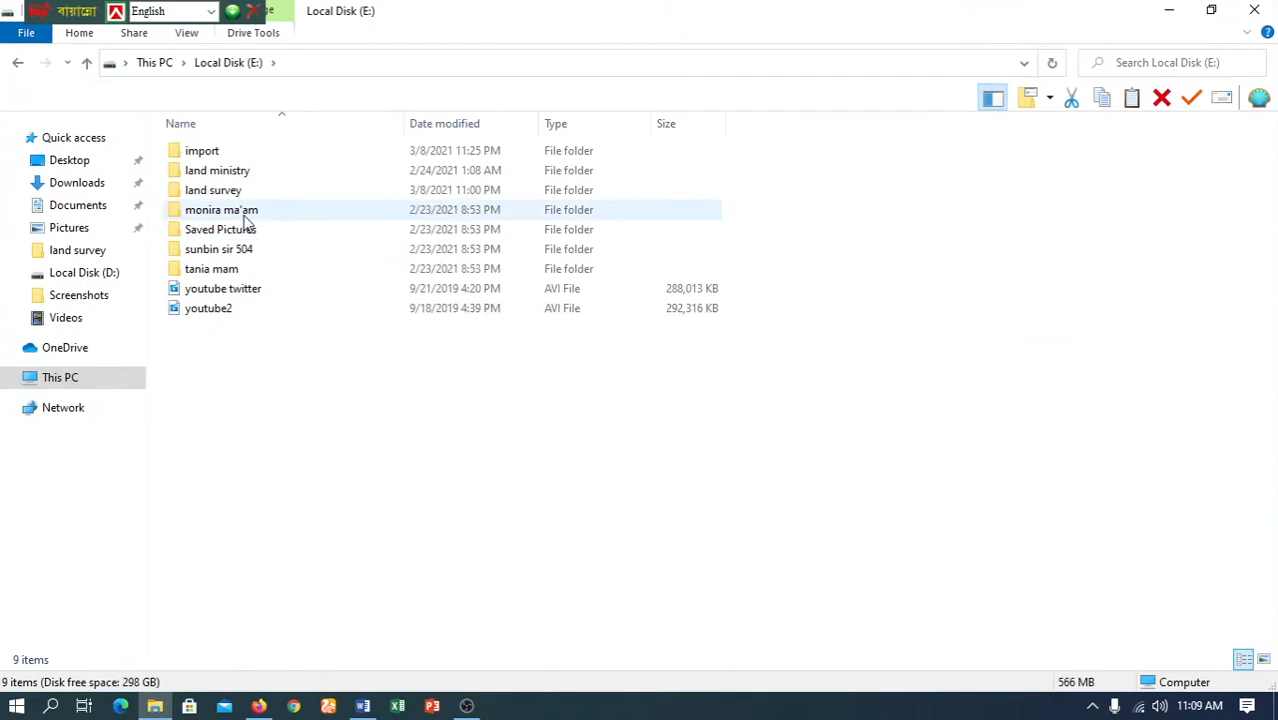 বায়ান্নো English Local Disk (E:)
File Home Share View Drive Tools
This PC Local Disk (E:) Search Local Disk (E:)
Name Date modified Type Size
Quick access
Desktop
Downloads
Documents
Pictures
land survey
Local Disk (D:)
Screenshots
Videos
OneDrive
This PC
Network
import 3/8/2021 11:25 PM File folder
land ministry 2/24/2021 1:08 AM File folder
land survey 3/8/2021 11:00 PM File folder
monira ma'am 2/23/2021 8:53 PM File folder
Saved Pictures 2/23/2021 8:53 PM File folder
sunbin sir 504 2/23/2021 8:53 PM File folder
tania mam 2/23/2021 8:53 PM File folder
youtube twitter 9/21/2019 4:20 PM AVI File 288,013 KB
youtube2 9/18/2019 4:39 PM AVI File 292,316 KB
9 items
9 items (Disk free space: 298 GB) 566 MB Computer
11:09 AM